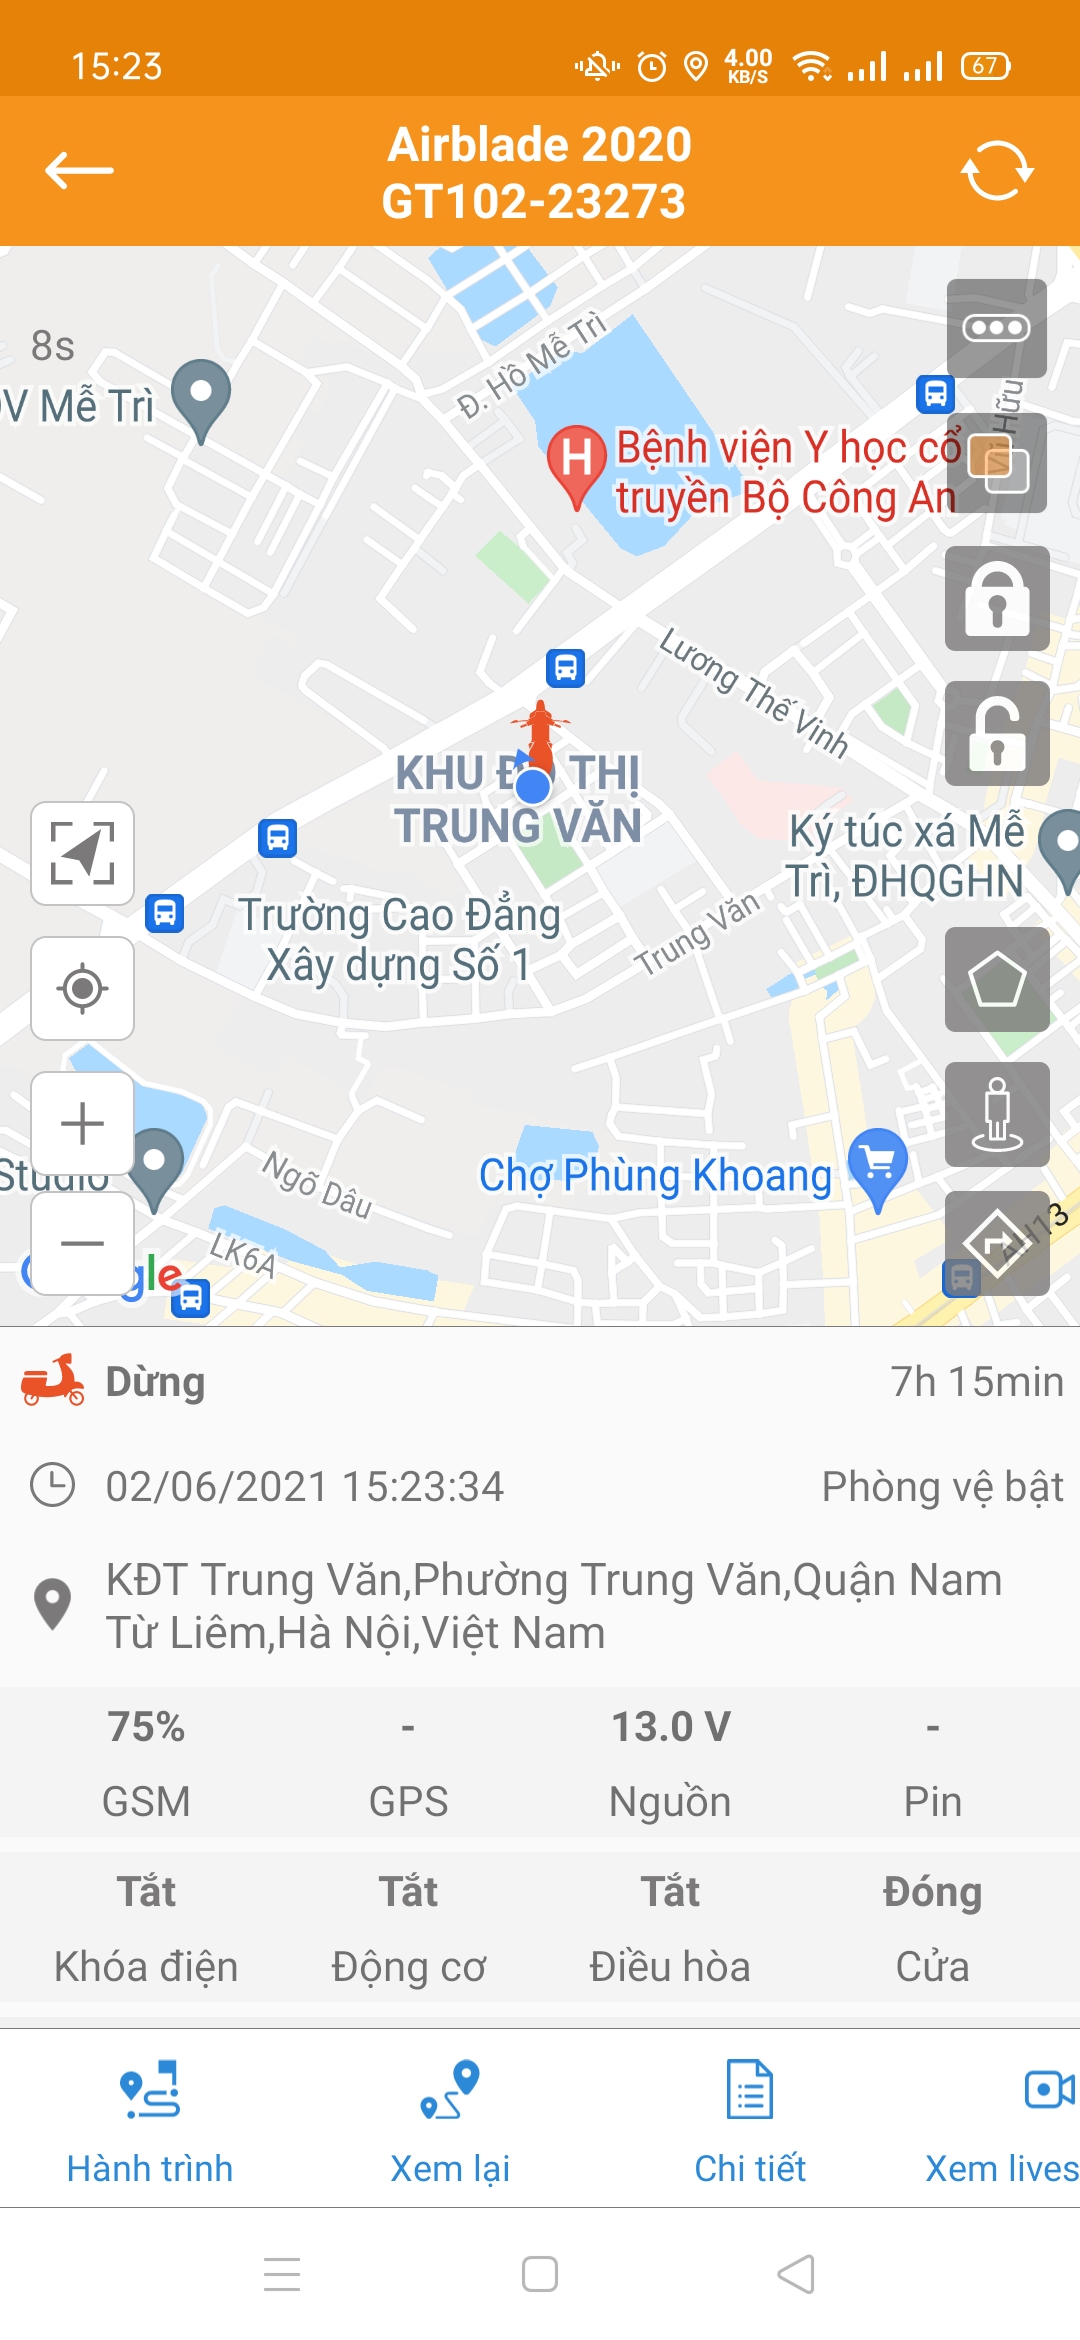 15:23
4.00
KB/S
67
Airblade 2020
GT102-23273
8s
Đ. Hồ Mễ Trì
V Mễ Trì
Hữu
H
Bệnh viện Y học cổ
truyền Bộ Công An
Lương Thế Vinh
KHU ĐÔ THỊ
TRUNG VĂN
Ký túc xá Mễ
Trì, ĐHQGHN
Trường Cao Đẳng
Xây dựng Số 1
Trung Văn
Studio
Ngõ Dâu
Chợ Phùng Khoang
LK6A
AH13
Google
Dừng
7h 15min
02/06/2021 15:23:34
Phòng vệ bật
KĐT Trung Văn,Phường Trung Văn,Quận Nam
Từ Liêm,Hà Nội,Việt Nam
75% - 13.0 V -
GSM GPS Nguồn Pin
Tắt Tắt Tắt Đóng
Khóa điện Động cơ Điều hòa Cửa
Hành trình Xem lại Chi tiết Xem lives